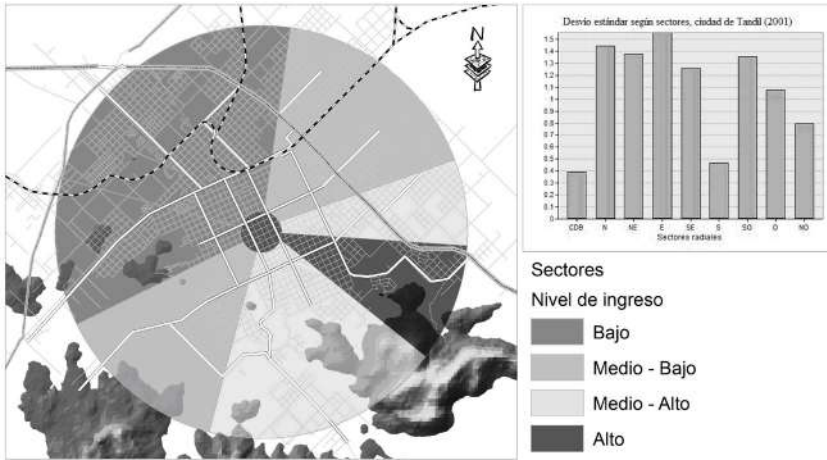 N
Desvío estándar según sectores, ciudad de Tandil (2001)
1.5
1.4
1.3
1.2
1.1
1
0.9
0.8
0.7
0.6
0.5
0.4
0.3
0.2
0.1
0
CDB N NE E SE S SO O NO
Sectores radiales
Sectores
Nivel de ingreso
Bajo
Medio - Bajo
Medio - Alto
Alto